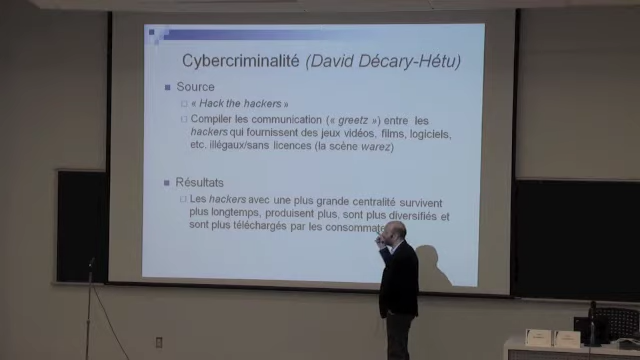 Cybercriminalité (David Décary-Hétu)
Source
« Hack the hackers »
Compiler les communication (« greetz ») entre les
hackers qui fournissent des jeux vidéos, films, logiciels,
etc. illégaux/sans licences (la scène warez)
Résultats
Les hackers avec une plus grande centralité survivent
plus longtemps, produisent plus, sont plus diversifiés et
sont plus téléchargés par les